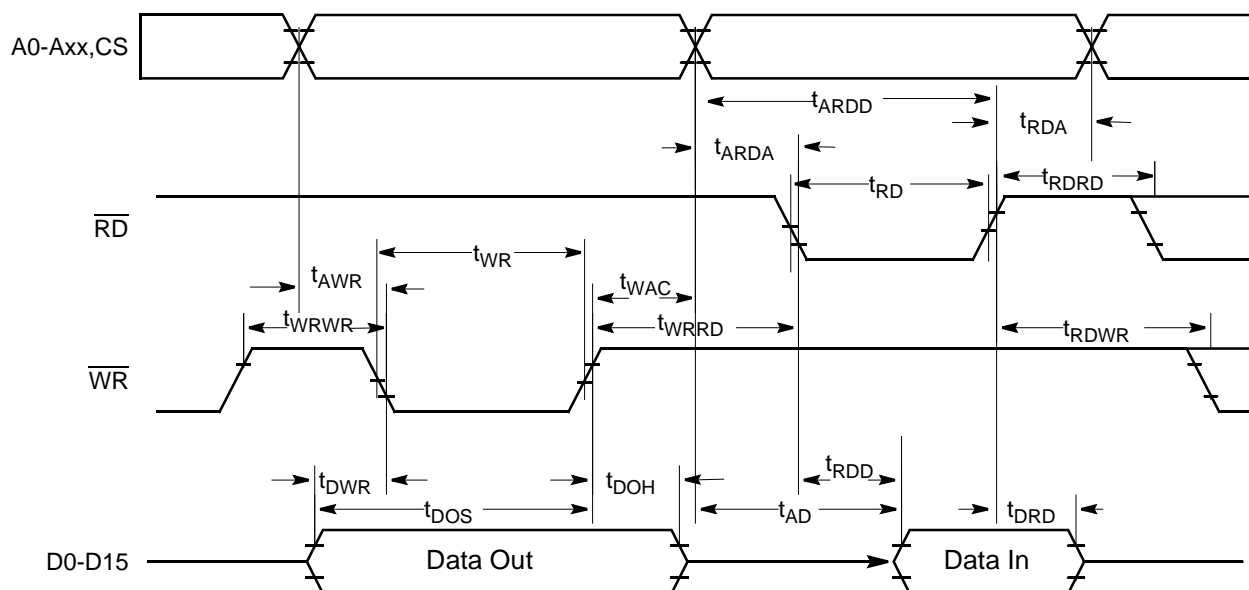 A0-Axx,CS
tARDD
tRDA
tARDA
tRD
tRDRD
RD
tWR
tAWR
tWAC
tWRWR
tWRRD
tRDWR
WR
tRDD
tDWR
tDOH
tDOS
tAD
tDRD
D0-D15
Data Out
Data In